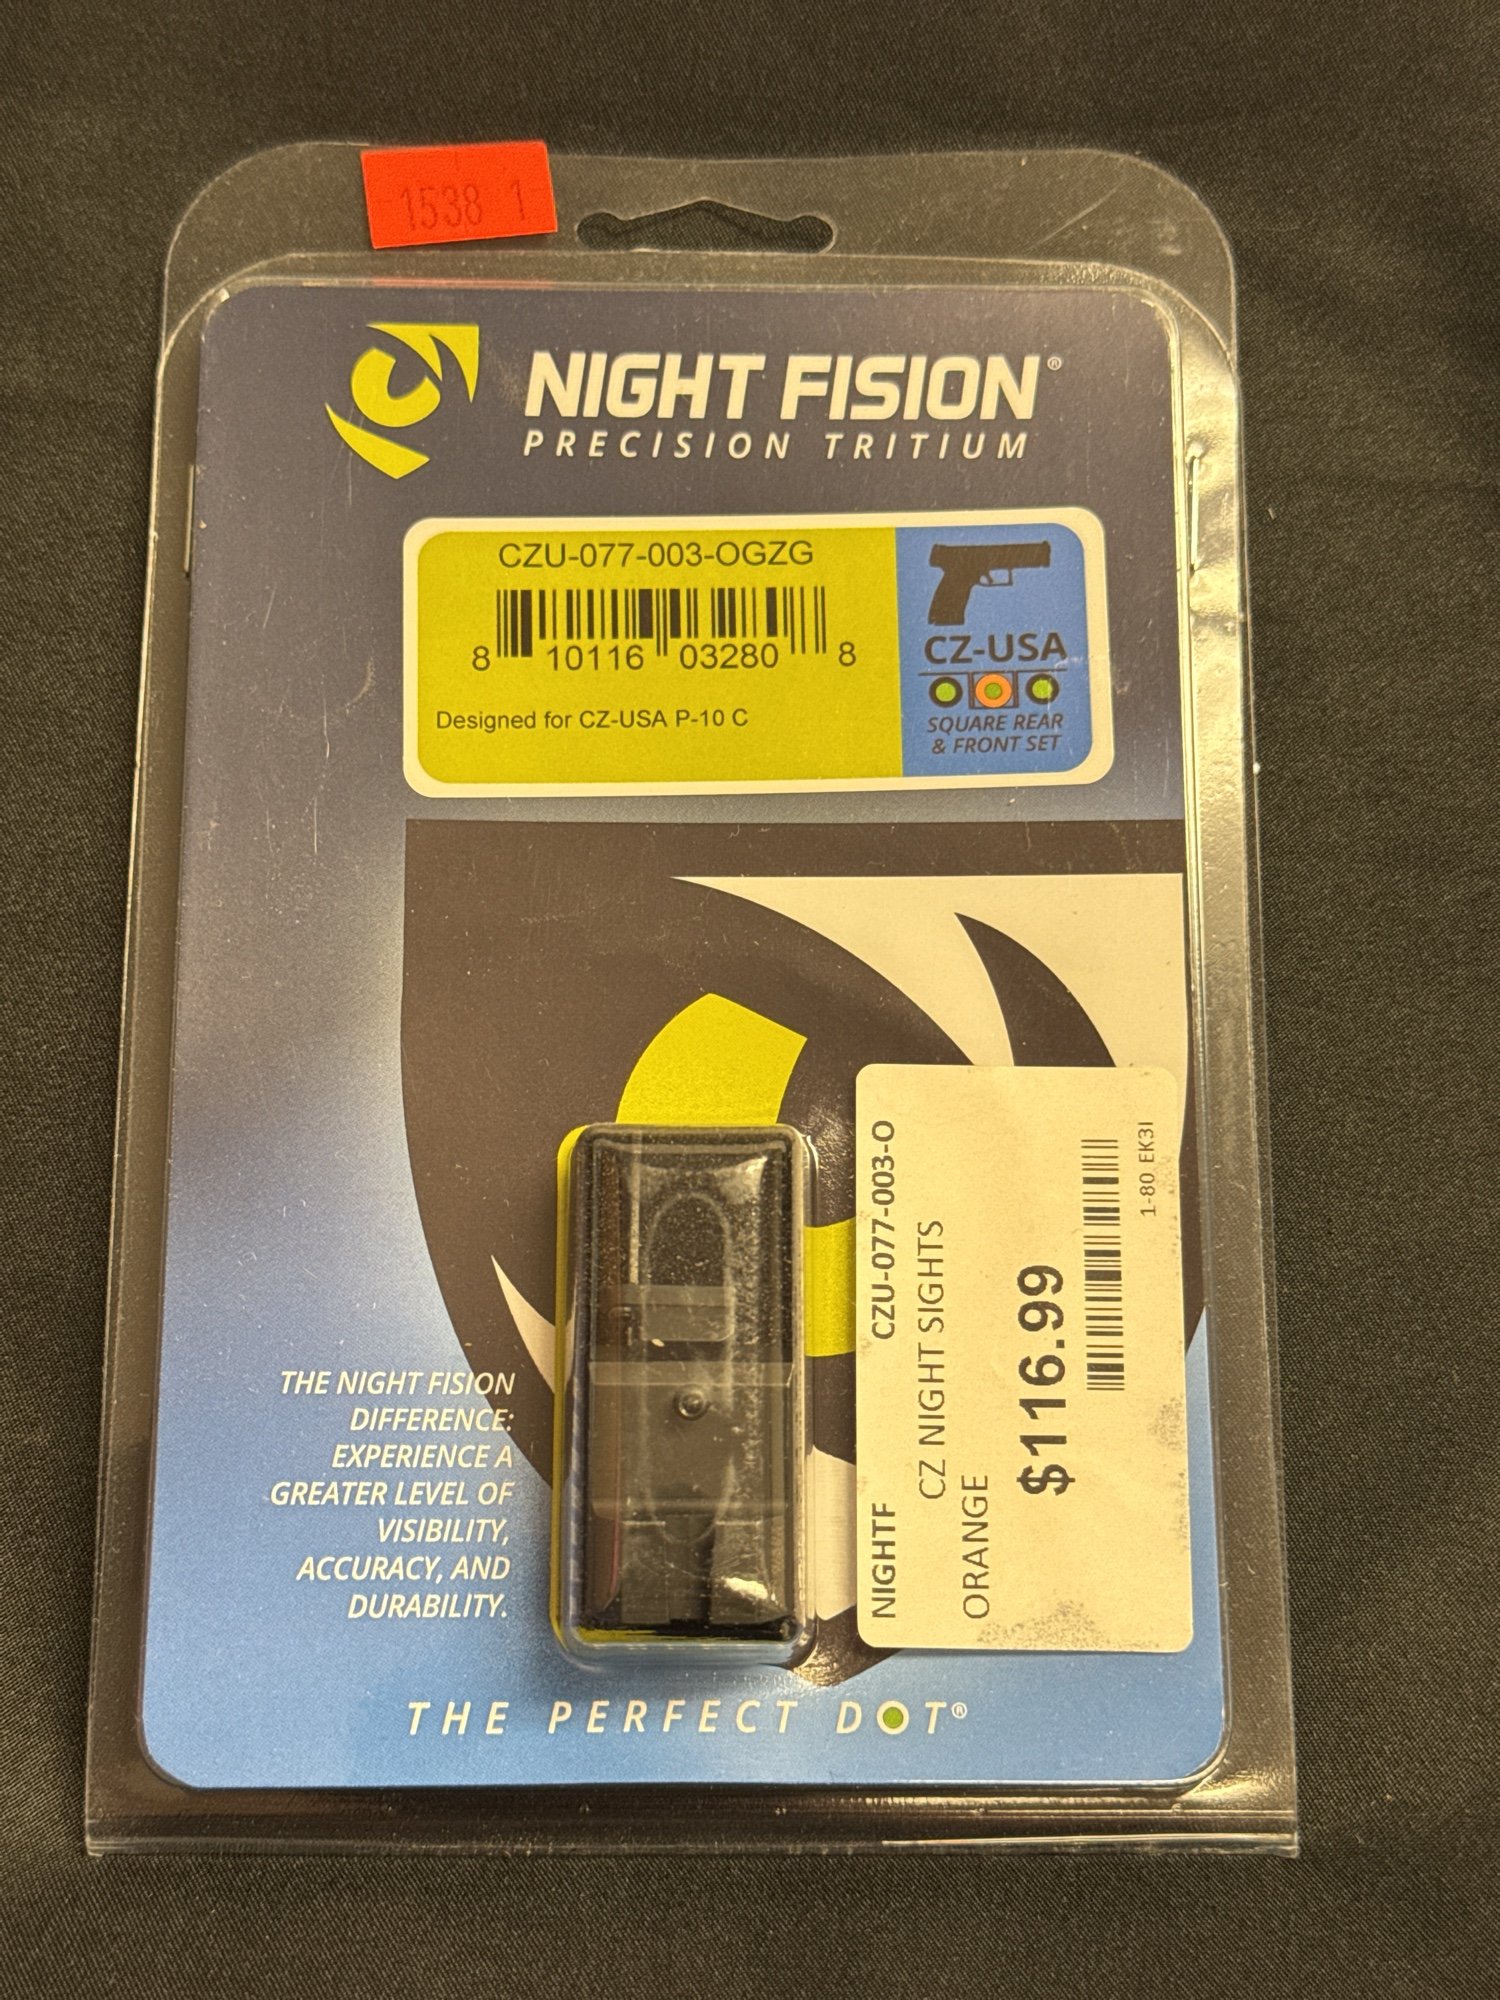 1538 1
NIGHT FISION®
PRECISION TRITIUM
CZU-077-003-OGZG
8 10116 03280 8
Designed for CZ-USA P-10 C
CZ-USA
SQUARE REAR
& FRONT SET
THE NIGHT FISION
DIFFERENCE:
EXPERIENCE A
GREATER LEVEL OF
VISIBILITY,
ACCURACY, AND
DURABILITY.
NIGHTF CZU-077-003-O
CZ NIGHT SIGHTS
ORANGE
$116.99
1-80 EK3I
THE PERFECT DOT®